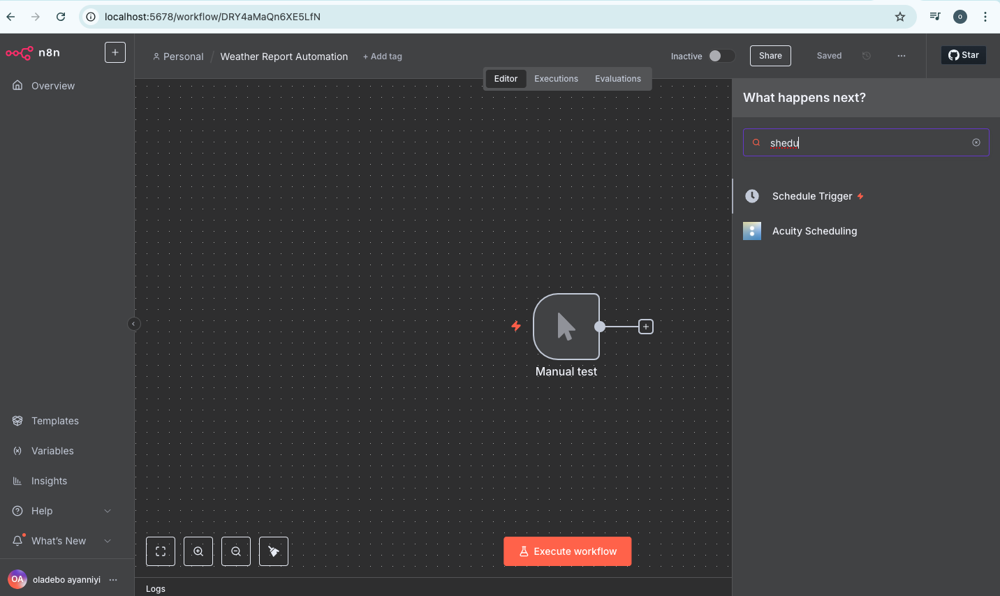 localhost:5678/workflow/DRY4aMaQn6XE5LfN
O
n8n
Personal / Weather Report Automation + Add tag
Inactive
Share
Saved
Star
Overview
Editor
Executions
Evaluations
What happens next?
shedu
Schedule Trigger
Acuity Scheduling
Manual test
Templates
Variables
Insights
Help
What's New
Execute workflow
OA
oladebo ayanniyi
Logs